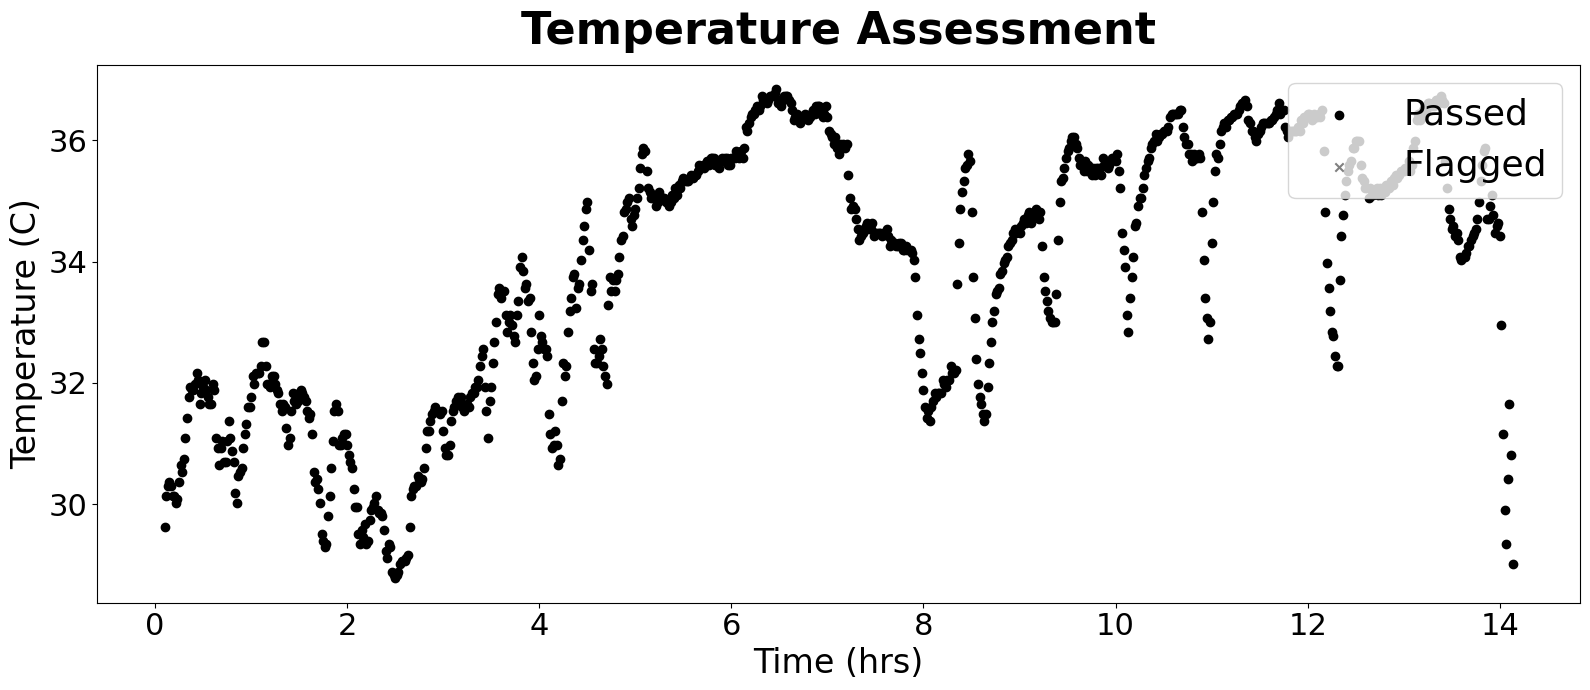 Temperature Assessment
Temperature (C)
36
34
32
30
Passed
Flagged
0 2 4 6 8 10 12 14
Time (hrs)